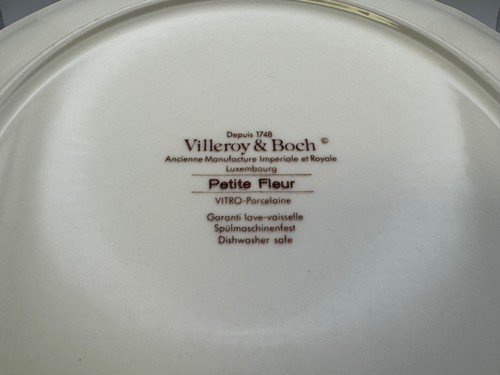 Depuis 1748
Villeroy & Boch ©
Ancienne Manufacture Impériale et Royale
Luxembourg
Petite Fleur
VITRO-Porcelaine
Garanti lave-vaisselle
Spülmaschinenfest
Dishwasher safe